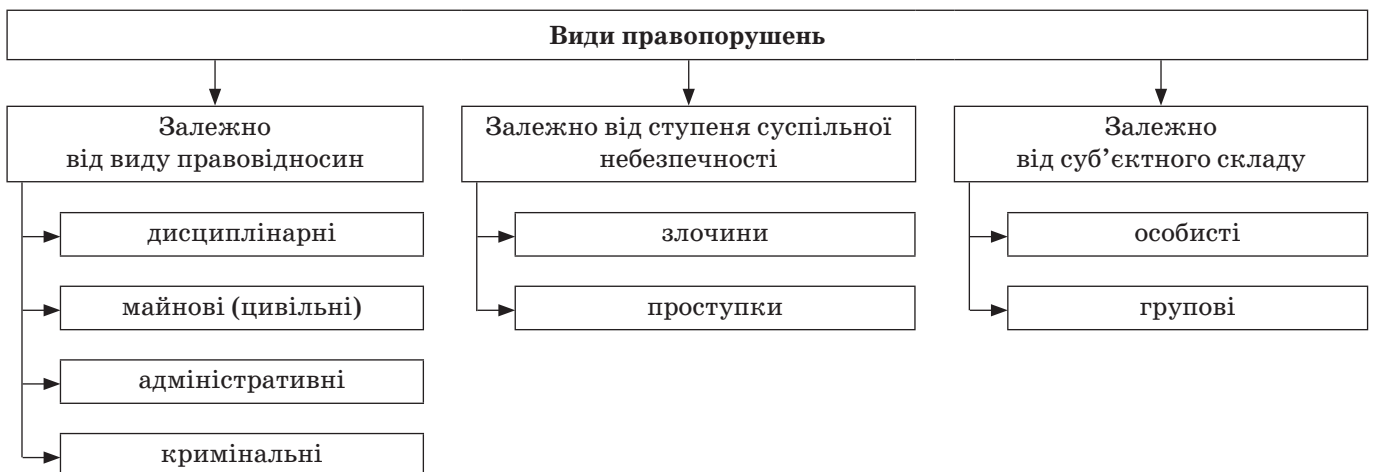 Види правопорушень
Залежно
від виду правовідносин
дисциплінарні
майнові (цивільні)
адміністративні
кримінальні
Залежно від ступеня суспільної
небезпечності
злочини
проступки
Залежно
від суб’єктного складу
особисті
групові